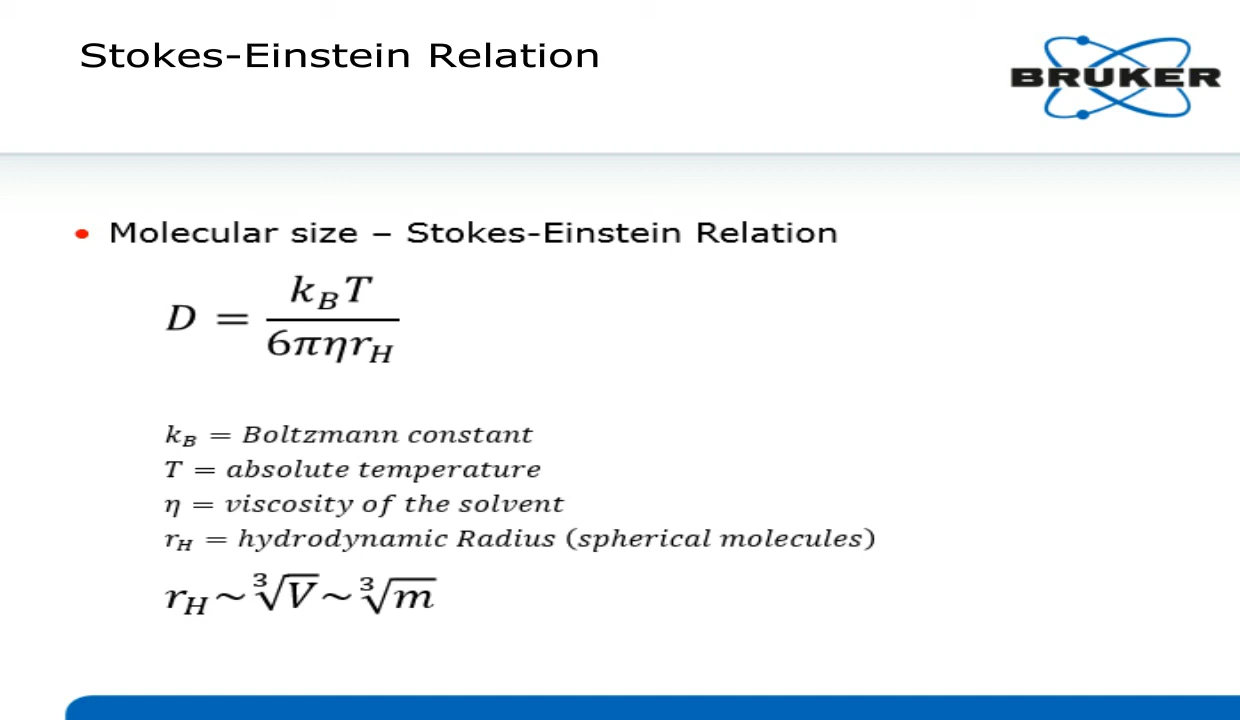 Stokes-Einstein Relation
BRUKER
• Molecular size – Stokes-Einstein Relation
D = k_B T / 6πηr_H
k_B = Boltzmann constant
T = absolute temperature
η = viscosity of the solvent
r_H = hydrodynamic Radius (spherical molecules)
r_H ~ ∛V ~ ∛m